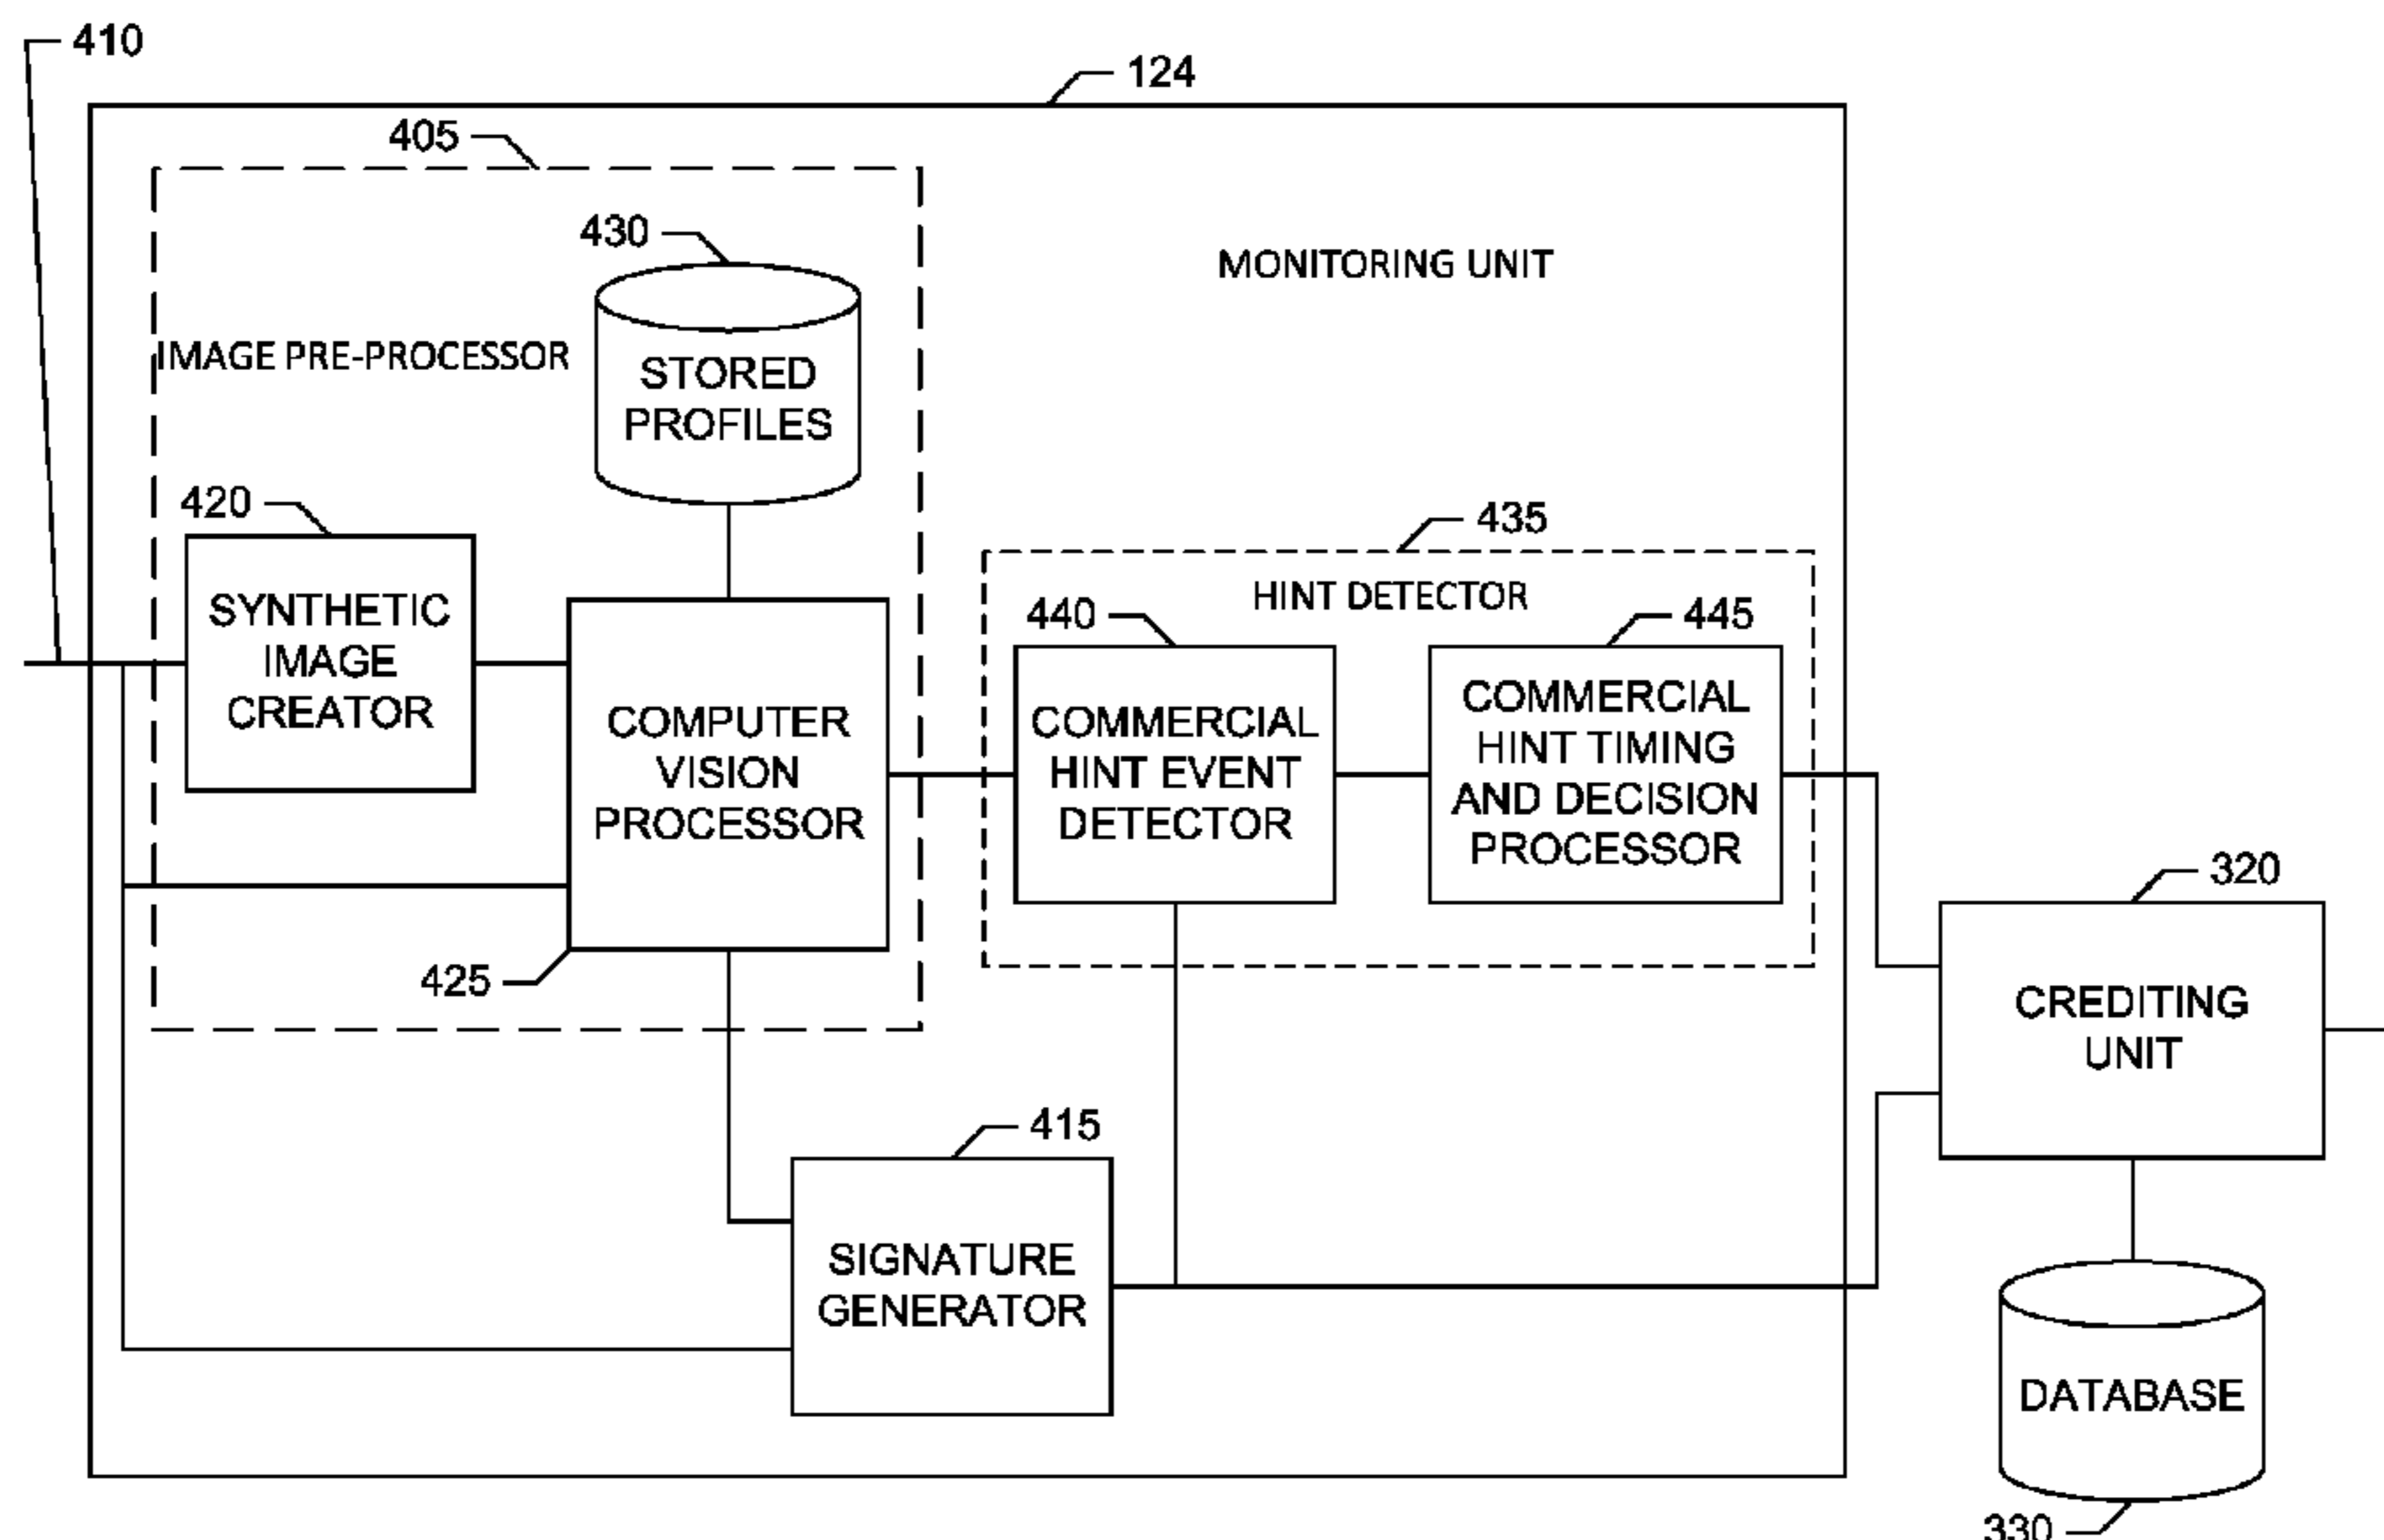 410
124
405
430
MONITORING UNIT
IMAGE PRE-PROCESSOR
STORED
PROFILES
420
435
SYNTHETIC
IMAGE
CREATOR
HINT DETECTOR
440
445
COMPUTER
VISION
PROCESSOR
COMMERCIAL
HINT EVENT
DETECTOR
COMMERCIAL
HINT TIMING
AND DECISION
PROCESSOR
320
425
CREDITING
UNIT
415
SIGNATURE
GENERATOR
DATABASE
330